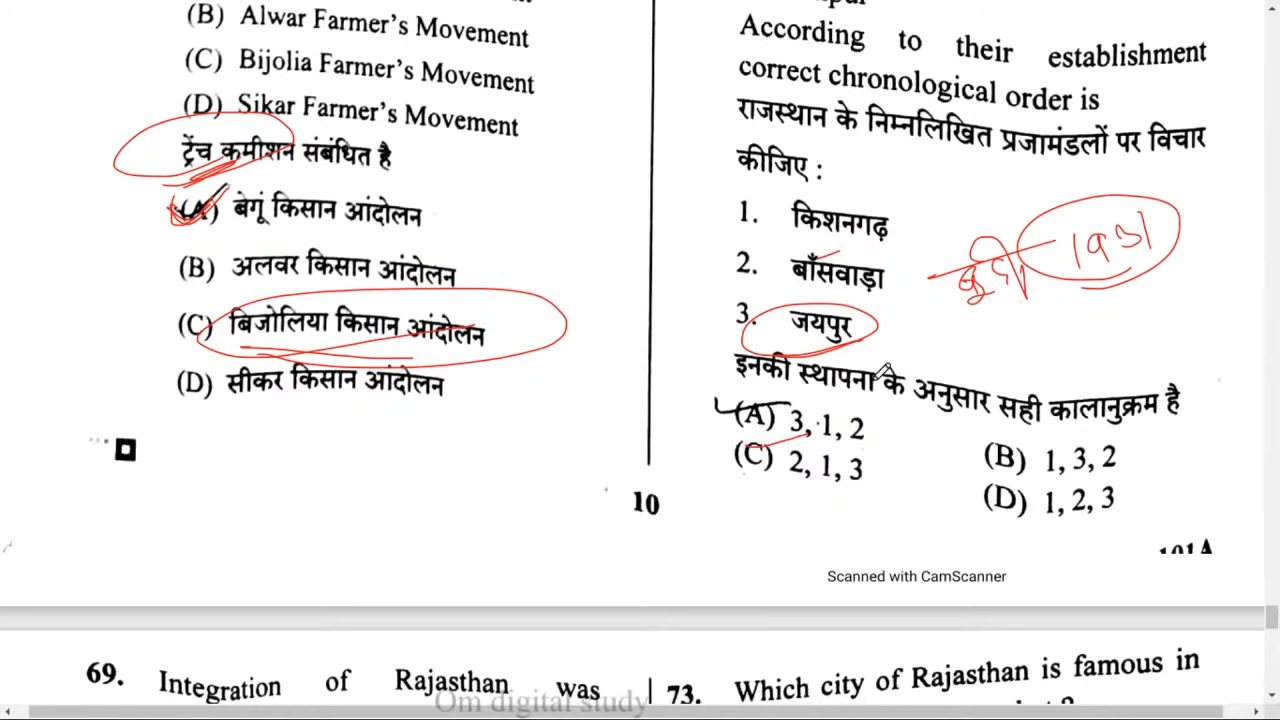 (B) Alwar Farmer's Movement
(C) Bijolia Farmer's Movement
(D) Sikar Farmer's Movement
ट्रेंच कमीशन संबंधित है
(A) बेगूं किसान आंदोलन
(B) अलवर किसान आंदोलन
(C) बिजोलिया किसान आंदोलन
(D) सीकर किसान आंदोलन
According to their establishment
correct chronological order is
राजस्थान के निम्नलिखित प्रजामंडलों पर विचार
कीजिए :
1. किशनगढ़
2. बाँसवाड़ा
3. जयपुर
बूंदी 1931
इनकी स्थापना के अनुसार सही कालानुक्रम है
(A) 3, 1, 2
(B) 1, 3, 2
(C) 2, 1, 3
(D) 1, 2, 3
10
101A
Scanned with CamScanner
69. Integration of Rajasthan was
Om digital study
73. Which city of Rajasthan is famous in